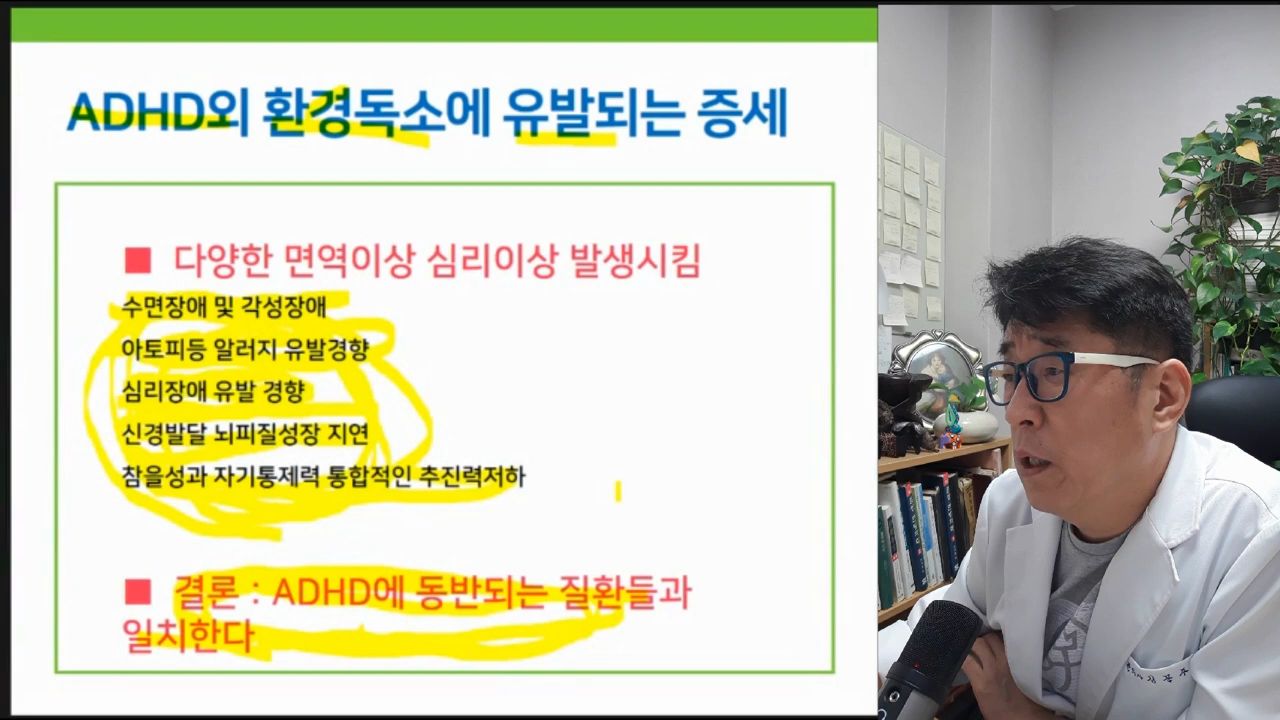 ADHD외 환경독소에 유발되는 증세
■ 다양한 면역이상 심리이상 발생시킴
수면장애 및 각성장애
아토피등 알러지 유발경향
심리장애 유발 경향
신경발달 뇌피질성장 지연
참을성과 자기통제력 통합적인 추진력저하
■ 결론 : ADHD에 동반되는 질환들과
일치한다